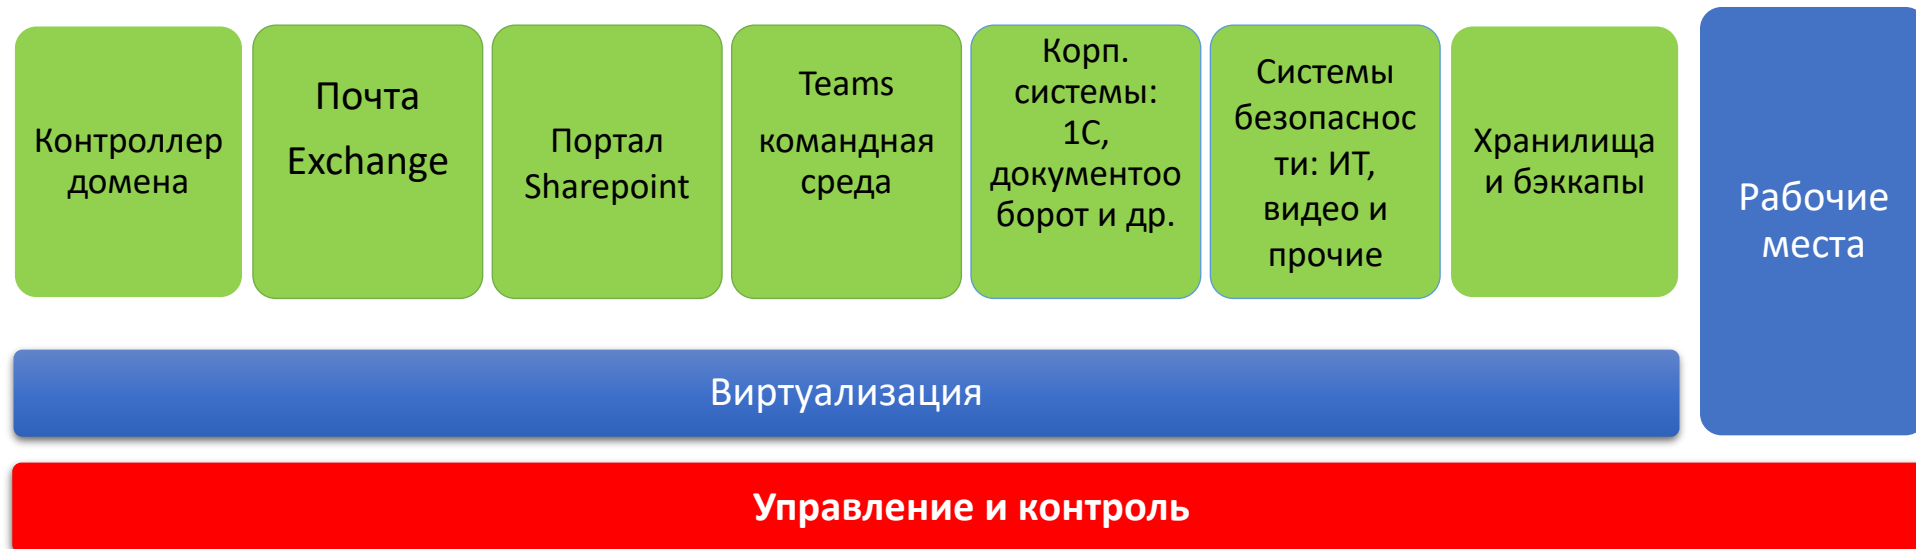 Контроллер
домена
Почта
Exchange
Портал
Sharepoint
Teams
командная
среда
Корп.
системы:
1С,
документоо
борот и др.
Системы
безопаснос
ти: ИТ,
видео и
прочие
Хранилища
и бэккапы
Рабочие
места
Виртуализация
Управление и контроль